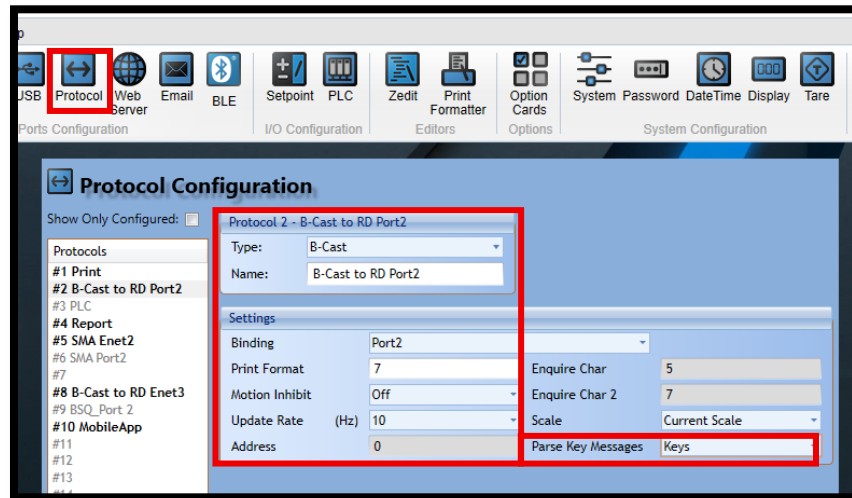 p
USB Protocol Web Server Email BLE Setpoint PLC Zedit Print Formatter Option Cards System Password DateTime Display Tare
Ports Configuration I/O Configuration Editors Options System Configuration
Protocol Configuration
Show Only Configured:
Protocol 2 - B-Cast to RD Port2
Type: B-Cast
Name: B-Cast to RD Port2
Protocols
#1 Print
#2 B-Cast to RD Port2
#3 PLC
#4 Report
#5 SMA Enet2
#6 SMA Port2
#7
#8 B-Cast to RD Enet3
#9 BSQ_Port 2
#10 MobileApp
#11
#12
#13
Settings
Binding Port2
Print Format 7 Enquire Char 5
Motion Inhibit Off Enquire Char 2 7
Update Rate (Hz) 10 Scale Current Scale
Address 0 Parse Key Messages Keys